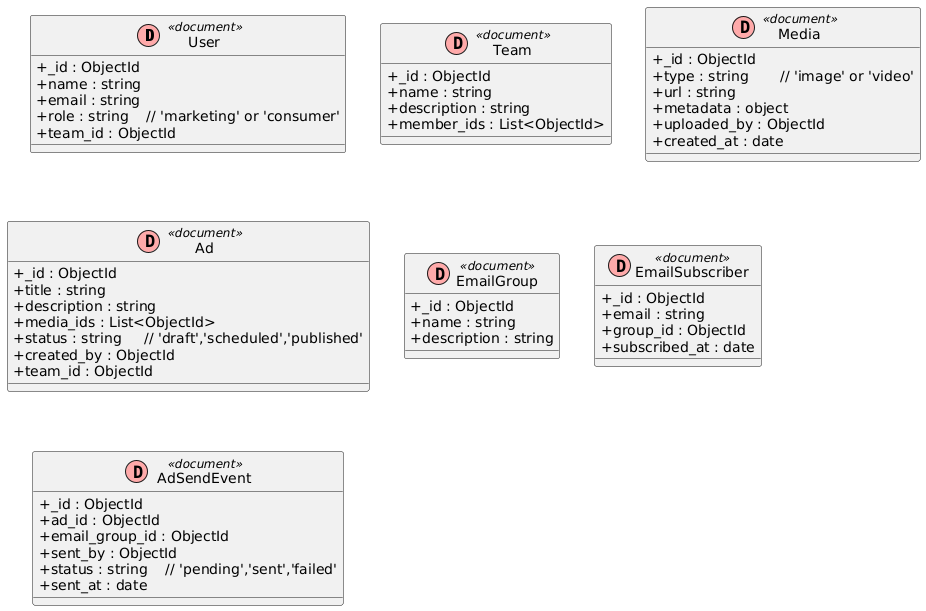 D «document»
User
+_id : ObjectId
+name : string
+email : string
+role : string    // 'marketing' or 'consumer'
+team_id : ObjectId
D «document»
Team
+_id : ObjectId
+name : string
+description : string
+member_ids : List<ObjectId>
D «document»
Media
+_id : ObjectId
+type : string       // 'image' or 'video'
+url : string
+metadata : object
+uploaded_by : ObjectId
+created_at : date
D «document»
Ad
+_id : ObjectId
+title : string
+description : string
+media_ids : List<ObjectId>
+status : string     // 'draft','scheduled','published'
+created_by : ObjectId
+team_id : ObjectId
D «document»
EmailGroup
+_id : ObjectId
+name : string
+description : string
D «document»
EmailSubscriber
+_id : ObjectId
+email : string
+group_id : ObjectId
+subscribed_at : date
D «document»
AdSendEvent
+_id : ObjectId
+ad_id : ObjectId
+email_group_id : ObjectId
+sent_by : ObjectId
+status : string    // 'pending','sent','failed'
+sent_at : date